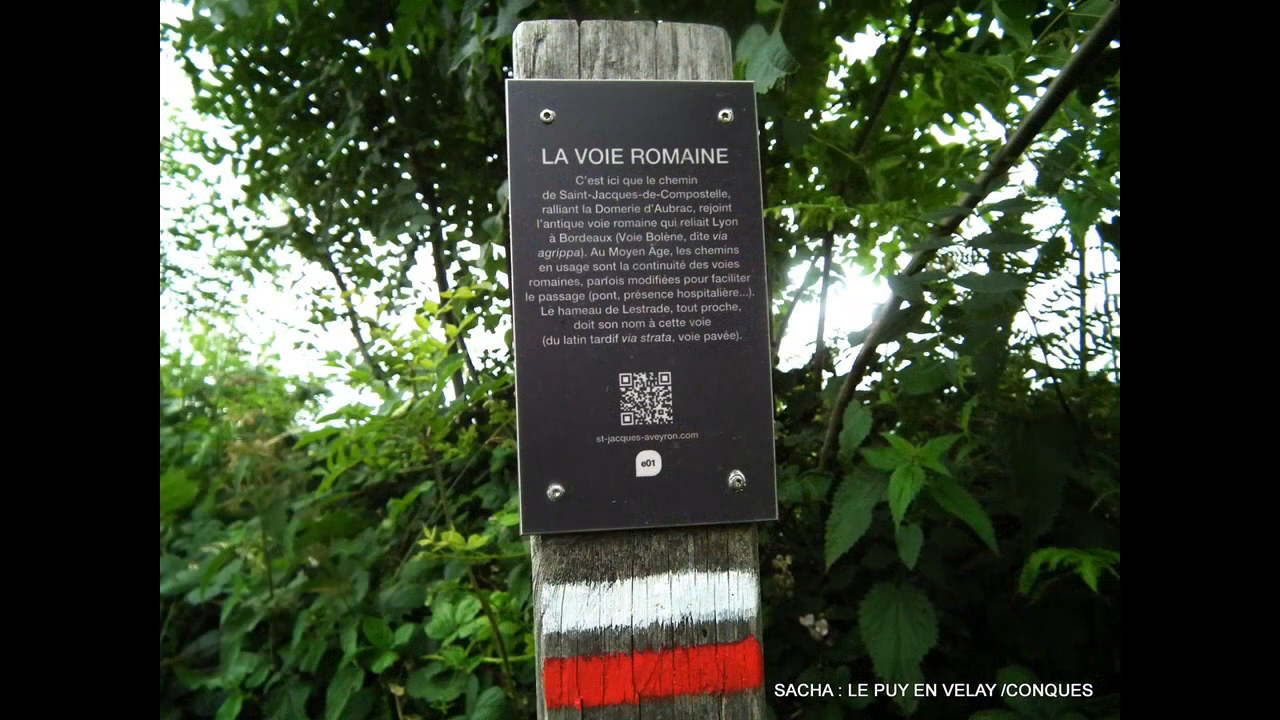 LA VOIE ROMAINE
C'est ici que le chemin
de Saint-Jacques-de-Compostelle,
ralliant la Domerie d'Aubrac, rejoint
l'antique voie romaine qui reliait Lyon
à Bordeaux (Voie Bolène, dite via
agrippa). Au Moyen Âge, les chemins
en usage sont la continuité des voies
romaines, parfois modifiées pour faciliter
le passage (pont, présence hospitalière...).
Le hameau de Lestrade, tout proche,
doit son nom à cette voie
(du latin tardif via strata, voie pavée).
st-jacques-aveyron.com
e01
SACHA : LE PUY EN VELAY /CONQUES